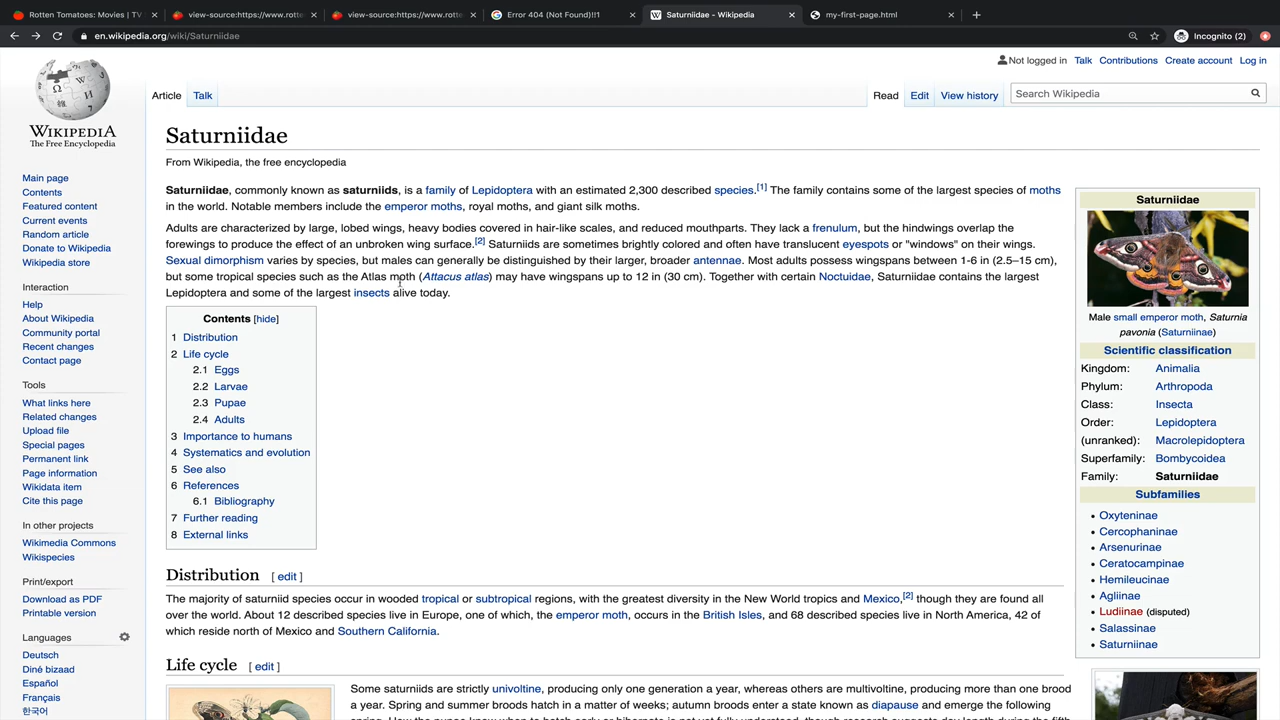 Rotten Tomatoes: Movies | TV
view-source:https://www.rotte
view-source:https://www.rotte
Error 404 (Not Found)!!1
Saturniidae - Wikipedia
my-first-page.html
en.wikipedia.org/wiki/Saturniidae
Incognito (2)
Not logged in Talk Contributions Create account Log in
Article Talk Read Edit View history Search Wikipedia
WIKIPEDIA
The Free Encyclopedia
Main page
Contents
Featured content
Current events
Random article
Donate to Wikipedia
Wikipedia store
Interaction
Help
About Wikipedia
Community portal
Recent changes
Contact page
Tools
What links here
Related changes
Upload file
Special pages
Permanent link
Page information
Wikidata item
Cite this page
In other projects
Wikimedia Commons
Wikispecies
Print/export
Download as PDF
Printable version
Languages
Deutsch
Diné bizaad
Español
Français
한국어
Saturniidae
From Wikipedia, the free encyclopedia
Saturniidae, commonly known as saturniids, is a family of Lepidoptera with an estimated 2,300 described species.[1] The family contains some of the largest species of moths
in the world. Notable members include the emperor moths, royal moths, and giant silk moths.
Adults are characterized by large, lobed wings, heavy bodies covered in hair-like scales, and reduced mouthparts. They lack a frenulum, but the hindwings overlap the
forewings to produce the effect of an unbroken wing surface.[2] Saturniids are sometimes brightly colored and often have translucent eyespots or "windows" on their wings.
Sexual dimorphism varies by species, but males can generally be distinguished by their larger, broader antennae. Most adults possess wingspans between 1-6 in (2.5–15 cm),
but some tropical species such as the Atlas moth (Attacus atlas) may have wingspans up to 12 in (30 cm). Together with certain Noctuidae, Saturniidae contains the largest
Lepidoptera and some of the largest insects alive today.
Contents [hide]
1 Distribution
2 Life cycle
2.1 Eggs
2.2 Larvae
2.3 Pupae
2.4 Adults
3 Importance to humans
4 Systematics and evolution
5 See also
6 References
6.1 Bibliography
7 Further reading
8 External links
Distribution [ edit ]
The majority of saturniid species occur in wooded tropical or subtropical regions, with the greatest diversity in the New World tropics and Mexico,[2] though they are found all
over the world. About 12 described species live in Europe, one of which, the emperor moth, occurs in the British Isles, and 68 described species live in North America, 42 of
which reside north of Mexico and Southern California.
Life cycle [ edit ]
Some saturniids are strictly univoltine, producing only one generation a year, whereas others are multivoltine, producing more than one brood
a year. Spring and summer broods hatch in a matter of weeks; autumn broods enter a state known as diapause and emerge the following
Saturniidae
Male small emperor moth, Saturnia
pavonia (Saturniinae)
Scientific classification
Kingdom: Animalia
Phylum: Arthropoda
Class: Insecta
Order: Lepidoptera
(unranked): Macrolepidoptera
Superfamily: Bombycoidea
Family: Saturniidae
Subfamilies
• Oxyteninae
• Cercophaninae
• Arsenurinae
• Ceratocampinae
• Hemileucinae
• Agliinae
• Ludiinae (disputed)
• Salassinae
• Saturniinae